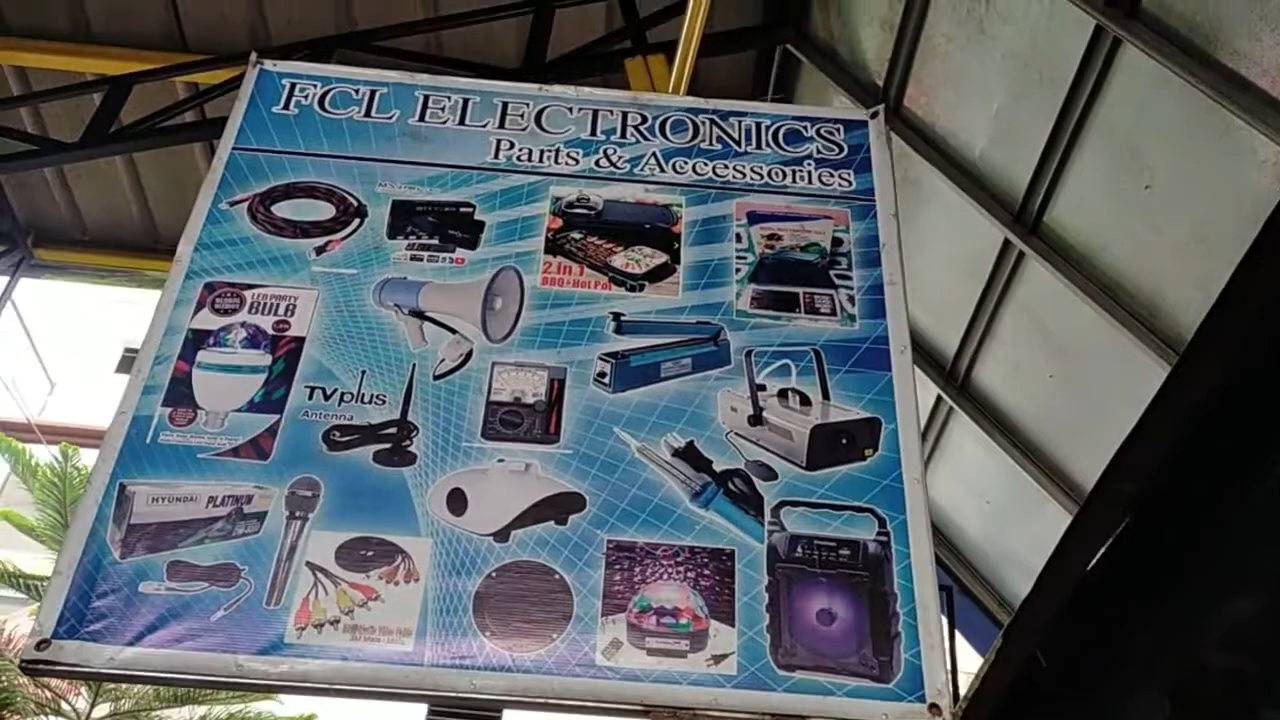 FCL ELECTRONICS
Parts & Accessories
2 in 1
BBQ+Hot Pot
LED PARTY
BULB
TVplus
Antenna
HYUNDAI PLATINUM